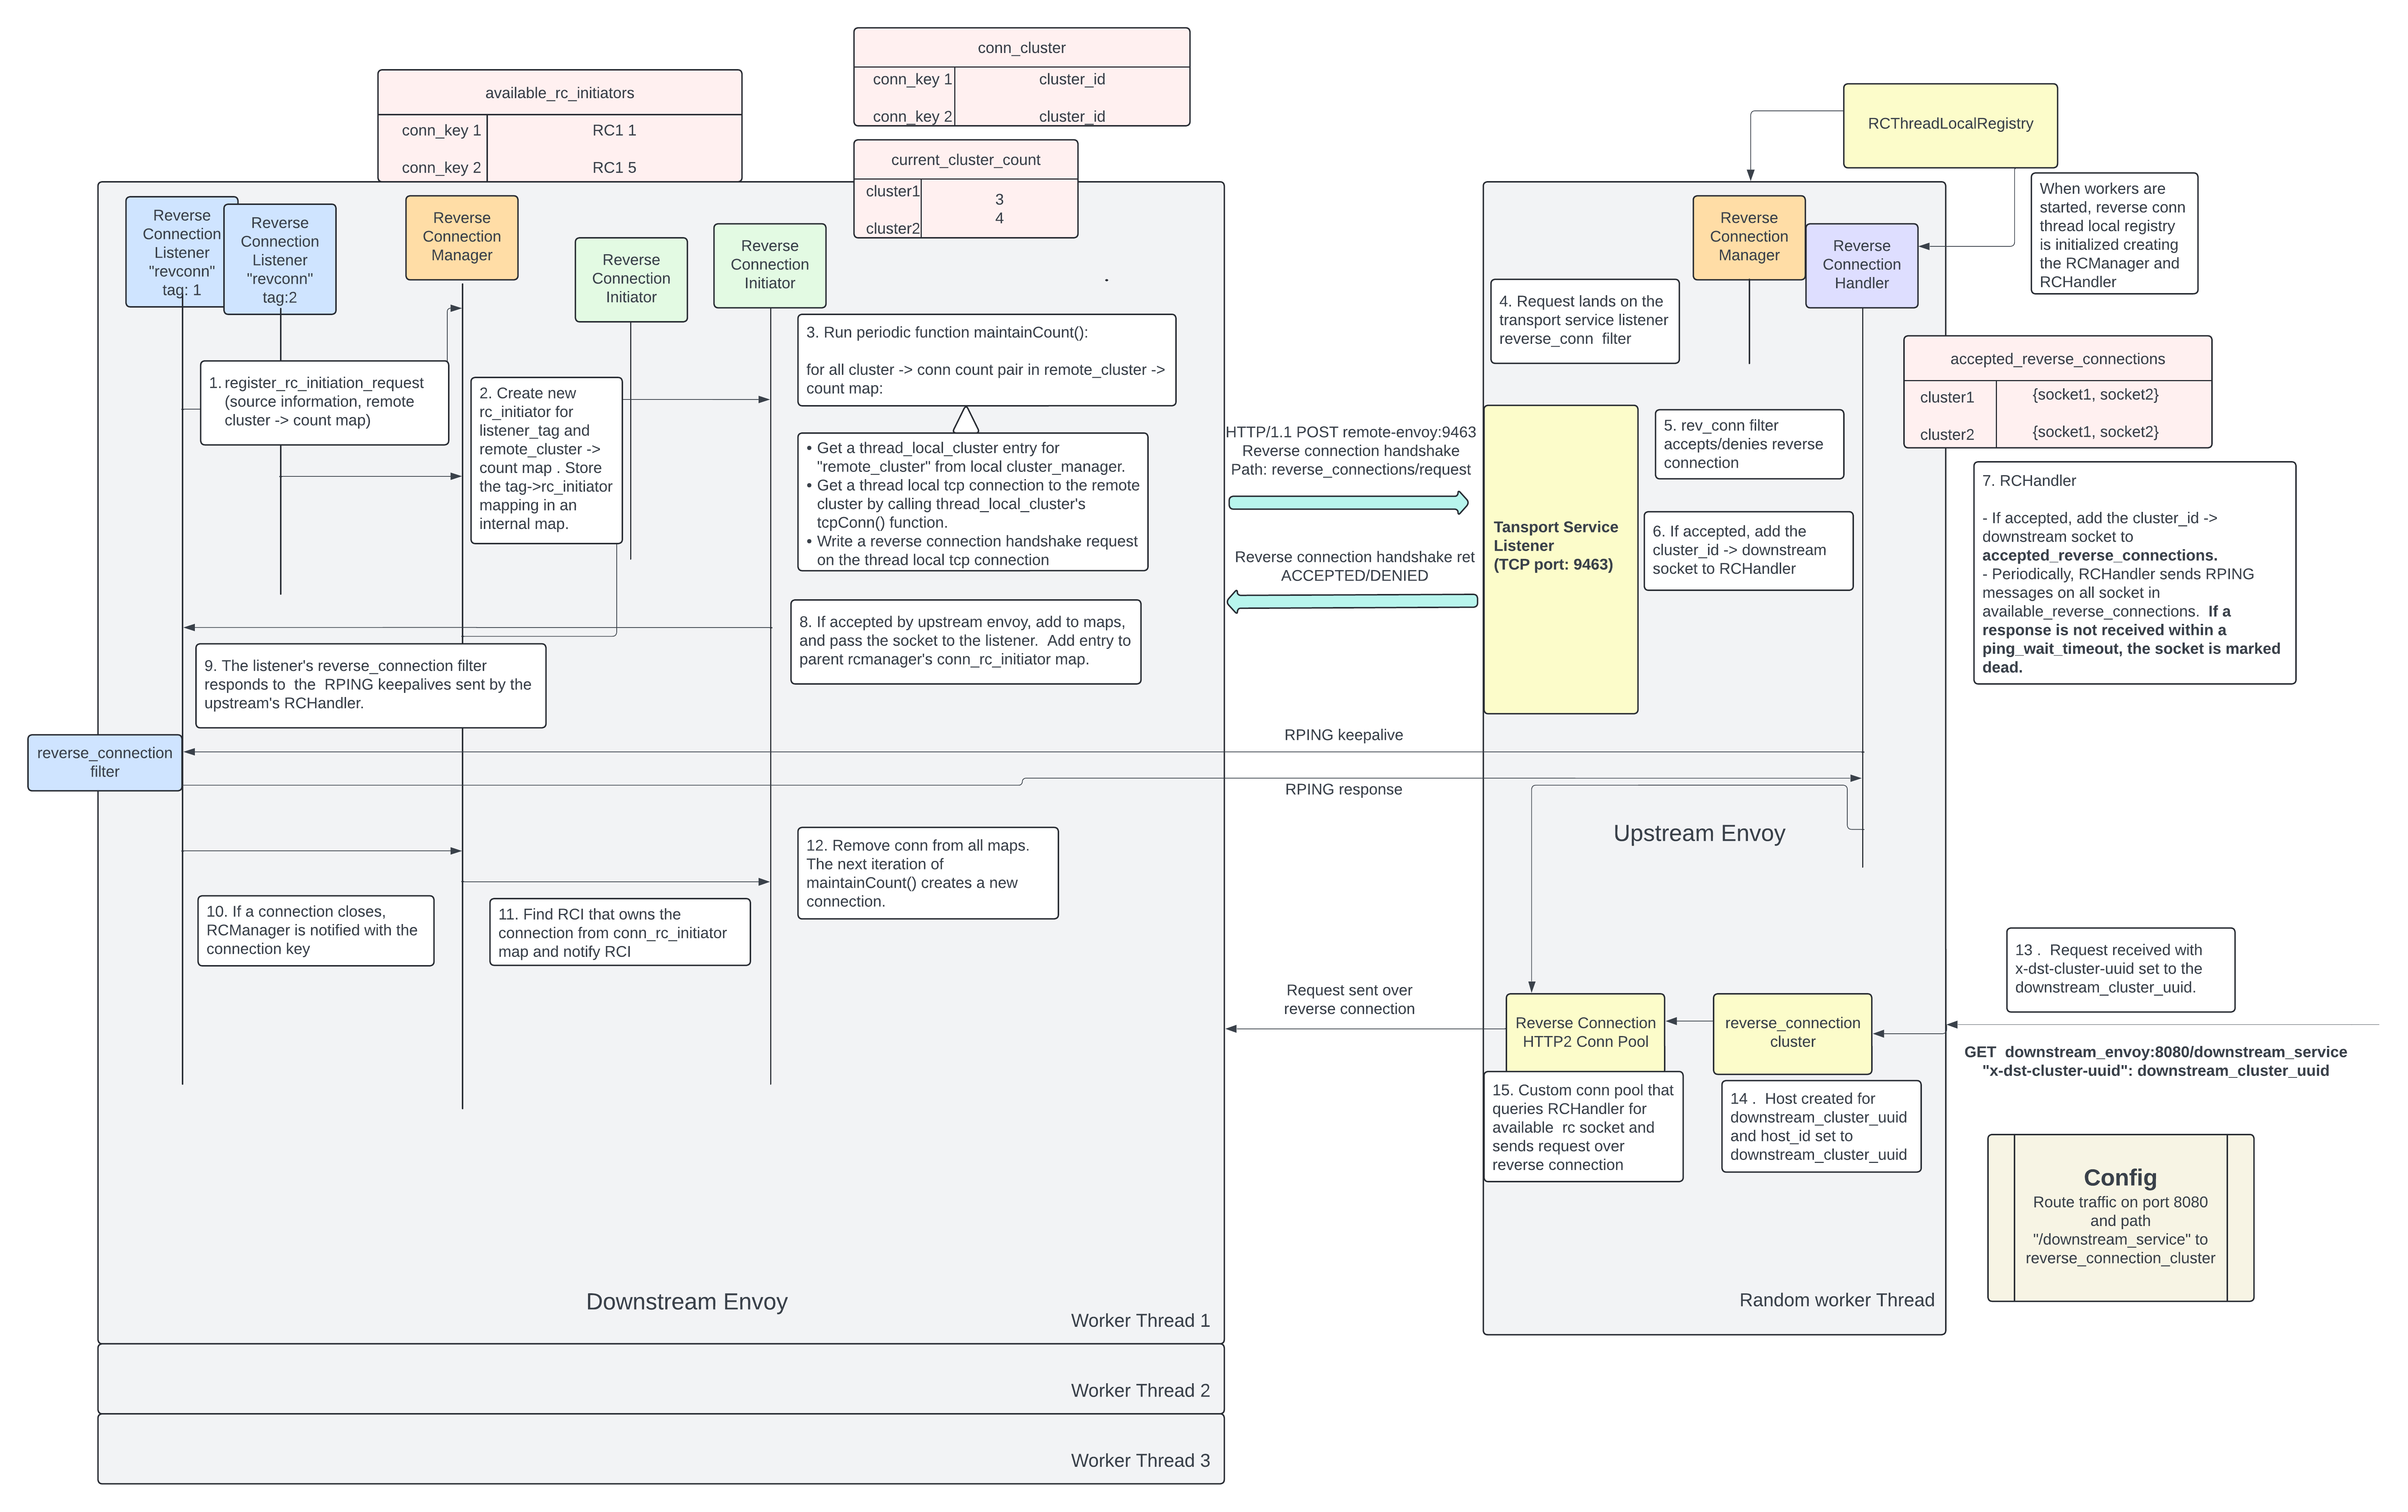 conn_cluster
conn_key 1
cluster_id
conn_key 2
cluster_id
available_rc_initiators
conn_key 1
RC1 1
conn_key 2
RC1 5
current_cluster_count
cluster1
3
4
cluster2
RCThreadLocalRegistry
When workers are
started, reverse conn
thread local registry
is initialized creating
the RCManager and
RCHandler
Reverse
Connection
Listener
"revconn"
tag: 1
Reverse
Connection
Listener
"revconn"
tag:2
Reverse
Connection
Manager
Reverse
Connection
Initiator
Reverse
Connection
Initiator
.
1. register_rc_initiation_request
(source information, remote
cluster -> count map)
2. Create new
rc_initiator for
listener_tag and
remote_cluster ->
count map . Store
the tag->rc_initiator
mapping in an
internal map.
3. Run periodic function maintainCount():
for all cluster -> conn count pair in remote_cluster ->
count map:
• Get a thread_local_cluster entry for
"remote_cluster" from local cluster_manager.
• Get a thread local tcp connection to the remote
cluster by calling thread_local_cluster's
tcpConn() function.
• Write a reverse connection handshake request
on the thread local tcp connection
HTTP/1.1 POST remote-envoy:9463
Reverse connection handshake
Path: reverse_connections/request
Reverse connection handshake ret
ACCEPTED/DENIED
Reverse
Connection
Manager
Reverse
Connection
Handler
4. Request lands on the
transport service listener
reverse_conn filter
Tansport Service
Listener
(TCP port: 9463)
5. rev_conn filter
accepts/denies reverse
connection
6. If accepted, add the
cluster_id -> downstream
socket to RCHandler
accepted_reverse_connections
cluster1
{socket1, socket2}
cluster2
{socket1, socket2}
7. RCHandler
- If accepted, add the cluster_id ->
downstream socket to
accepted_reverse_connections.
- Periodically, RCHandler sends RPING
messages on all socket in
available_reverse_connections. If a
response is not received within a
ping_wait_timeout, the socket is marked
dead.
8. If accepted by upstream envoy, add to maps,
and pass the socket to the listener. Add entry to
parent rcmanager's conn_rc_initiator map.
9. The listener's reverse_connection filter
responds to the RPING keepalives sent by the
upstream's RCHandler.
reverse_connection
filter
RPING keepalive
RPING response
Upstream Envoy
10. If a connection closes,
RCManager is notified with the
connection key
11. Find RCI that owns the
connection from conn_rc_initiator
map and notify RCI
12. Remove conn from all maps.
The next iteration of
maintainCount() creates a new
connection.
13 . Request received with
x-dst-cluster-uuid set to the
downstream_cluster_uuid.
Request sent over
reverse connection
Reverse Connection
HTTP2 Conn Pool
reverse_connection
cluster
GET downstream_envoy:8080/downstream_service
"x-dst-cluster-uuid": downstream_cluster_uuid
15. Custom conn pool that
queries RCHandler for
available rc socket and
sends request over
reverse connection
14 . Host created for
downstream_cluster_uuid
and host_id set to
downstream_cluster_uuid
Config
Route traffic on port 8080
and path
"/downstream_service" to
reverse_connection_cluster
Downstream Envoy
Worker Thread 1
Random worker Thread
Worker Thread 2
Worker Thread 3